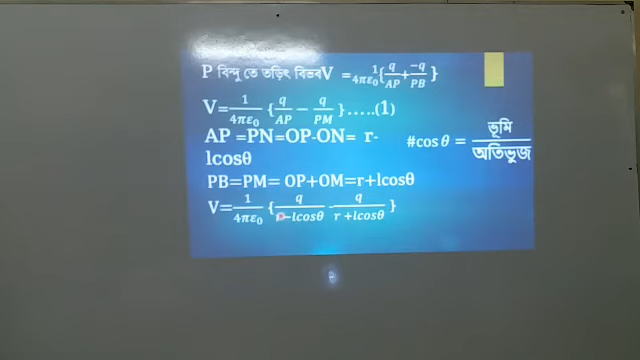 P বিন্দু তে তড়িৎ বিভব V = 1/4πε₀ {q/AP + −q/PB }
V= 1/4πε₀ { q/AP − q/PM }.....(1)
AP =PN=OP-ON= r-
lcosθ
#cos θ = ভূমি/অতিভুজ
PB=PM= OP+OM=r+lcosθ
V= 1/4πε₀ { q/r−lcosθ - q/r +lcosθ }